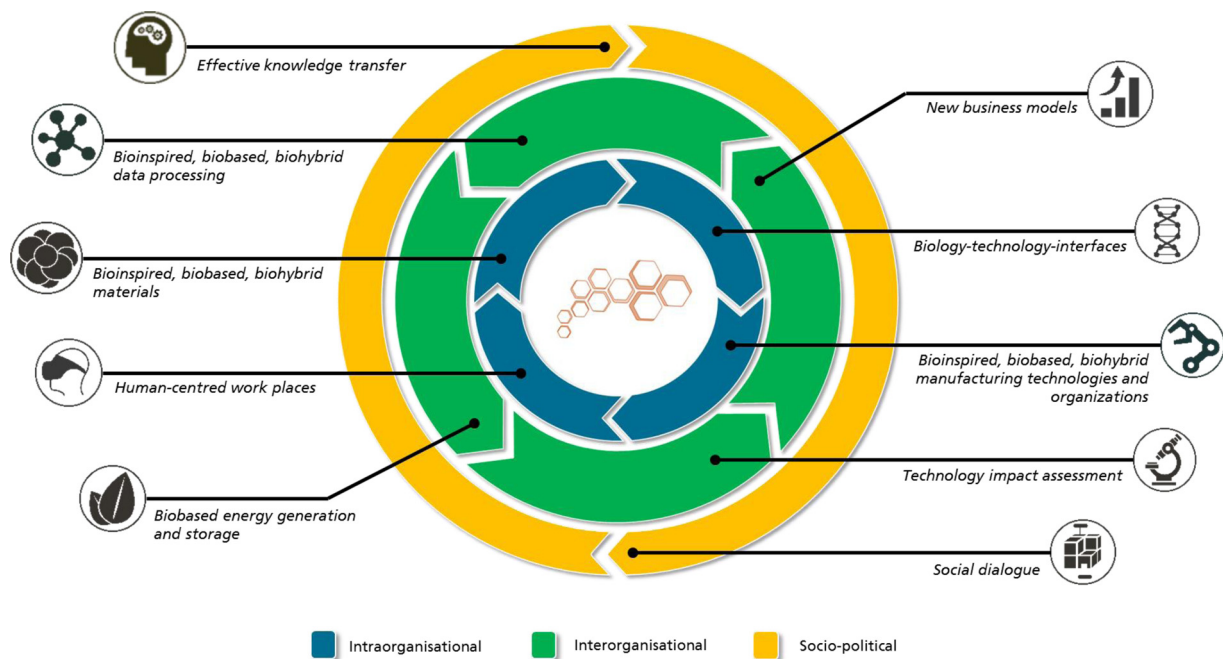 Effective knowledge transfer
New business models
Bioinspired, biobased, biohybrid
data processing
Biology-technology-interfaces
Bioinspired, biobased, biohybrid
materials
Bioinspired, biobased, biohybrid
manufacturing technologies and
organizations
Human-centred work places
Technology impact assessment
Biobased energy generation
and storage
Social dialogue
Intraorganisational
Interorganisational
Socio-political